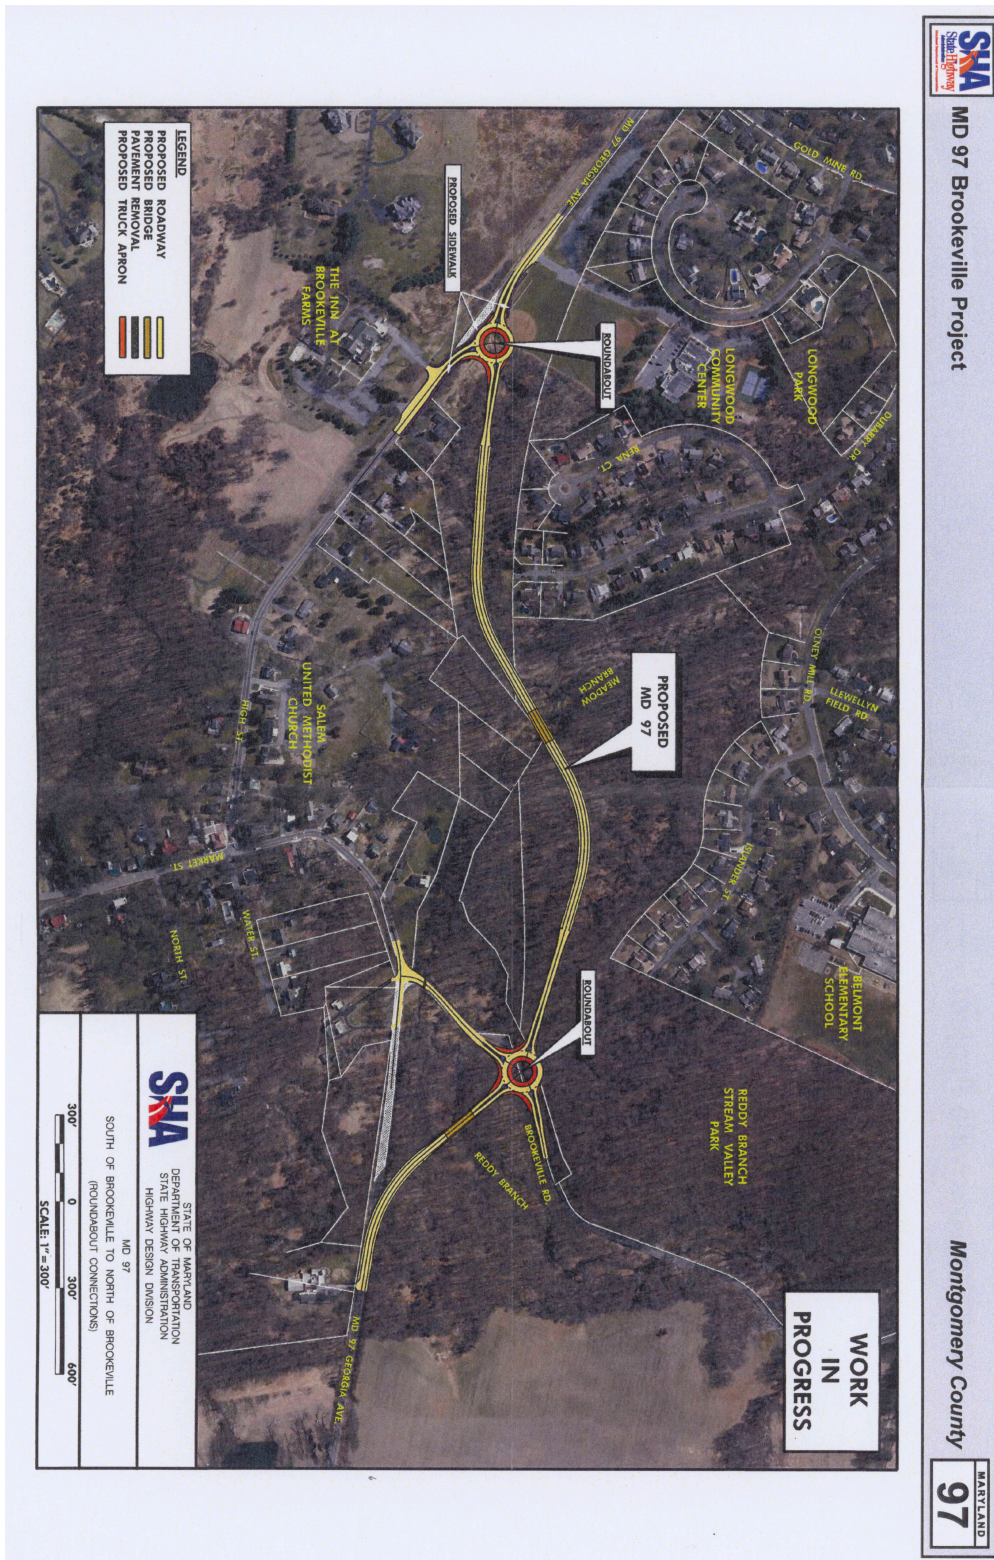 SHA
State Highway
Administration
MD 97 Brookeville Project
Montgomery County
MARYLAND
97
GOLD MINE RD.
MD 97 GEORGIA AVE
LONGWOOD
PARK
DUBARRY DR
LONGWOOD
COMMUNITY
CENTER
RENA CT.
ROUNDABOUT
PROPOSED SIDEWALK
THE INN AT
BROOKEVILLE
FARMS
LEGEND
PROPOSED ROADWAY
PROPOSED BRIDGE
PAVEMENT REMOVAL
PROPOSED TRUCK APRON
OLNEY MILL RD.
LLEWELLYN
FIELD RD.
MEADOW
BRANCH
PROPOSED
MD 97
SALEM
UNITED METHODIST
CHURCH
HIGH ST.
ISLANDER ST.
MARKET ST.
WATER ST.
NORTH ST.
BELMONT
ELEMENTARY
SCHOOL
ROUNDABOUT
REDDY BRANCH
STREAM VALLEY
PARK
BROOKEVILLE RD.
REDDY BRANCH
MD 97 GEORGIA AVE.
WORK
IN
PROGRESS
SHA
STATE OF MARYLAND
DEPARTMENT OF TRANSPORTATION
STATE HIGHWAY ADMINISTRATION
HIGHWAY DESIGN DIVISION
MD 97
SOUTH OF BROOKEVILLE TO NORTH OF BROOKEVILLE
(ROUNDABOUT CONNECTIONS)
300' 0 300' 600'
SCALE: 1" = 300'